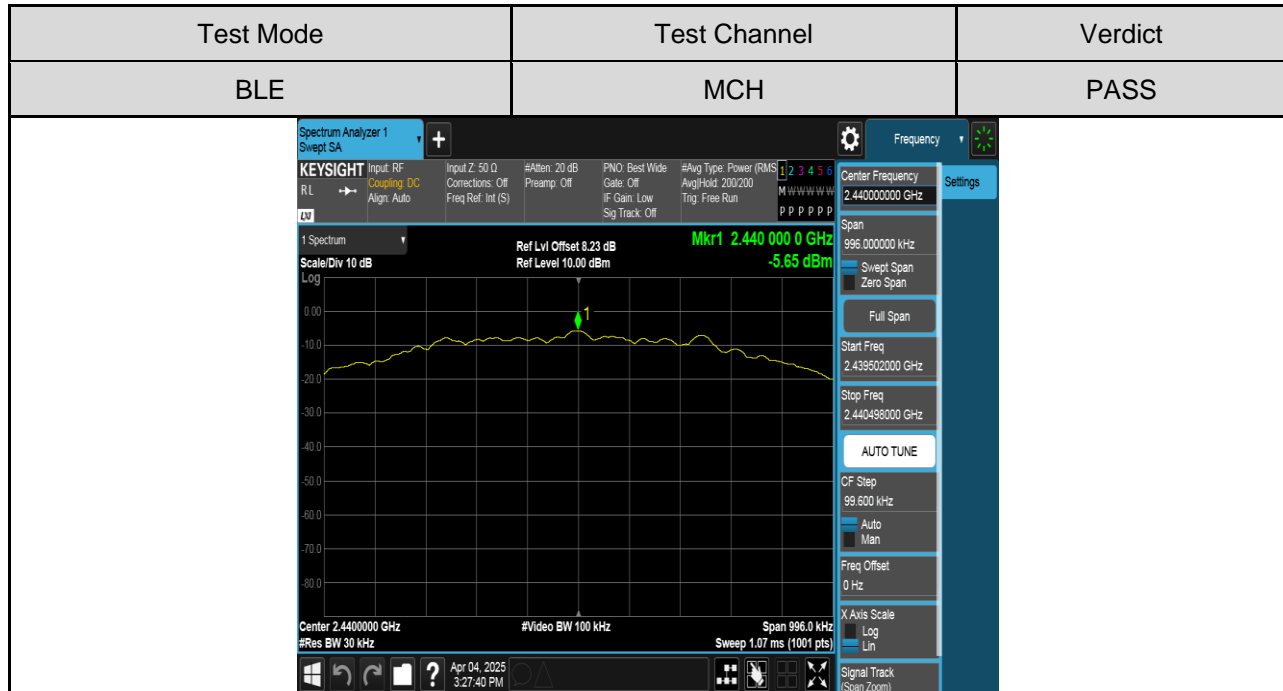 Test Mode Test Channel Verdict
BLE MCH PASS
Spectrum Analyzer 1
Swept SA
+
Frequency
KEYSIGHT
RL
LXI
Input: RF
Coupling: DC
Align: Auto
Input Z: 50 Ω
Corrections: Off
Freq Ref: Int (S)
#Atten: 20 dB
Preamp: Off
PNO: Best Wide
Gate: Off
IF Gain: Low
Sig Track: Off
#Avg Type: Power (RMS
Avg|Hold: 200/200
Trig: Free Run
1 2 3 4 5 6
M W W W W W
P P P P P P
1 Spectrum
Scale/Div 10 dB
Ref Lvl Offset 8.23 dB
Ref Level 10.00 dBm
Mkr1 2.440 000 0 GHz
-5.65 dBm
Log
0.00
-10.0
-20.0
-30.0
-40.0
-50.0
-60.0
-70.0
-80.0
1
Center 2.4400000 GHz
#Res BW 30 kHz
#Video BW 100 kHz
Span 996.0 kHz
Sweep 1.07 ms (1001 pts)
?
Apr 04, 2025
3:27:40 PM
Center Frequency
2.440000000 GHz
Settings
Span
996.000000 kHz
Swept Span
Zero Span
Full Span
Start Freq
2.439502000 GHz
Stop Freq
2.440498000 GHz
AUTO TUNE
CF Step
99.600 kHz
Auto
Man
Freq Offset
0 Hz
X Axis Scale
Log
Lin
Signal Track
(Span Zoom)